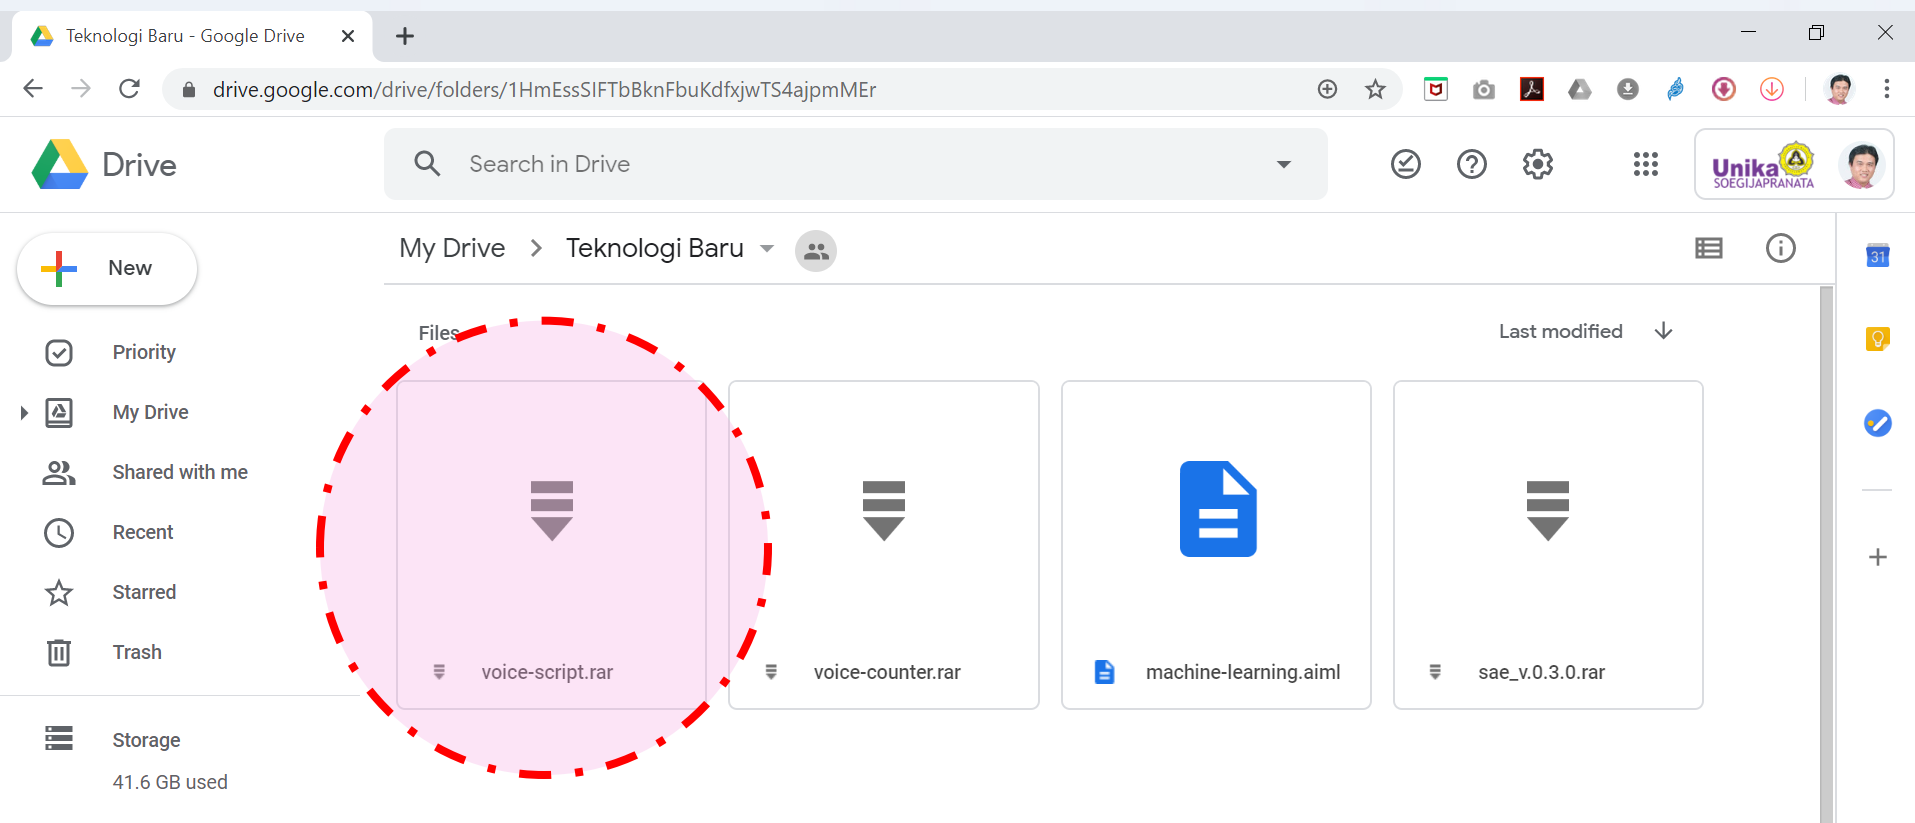 Teknologi Baru - Google Drive
drive.google.com/drive/folders/1HmEssSIFTbBknFbuKdfxjwTS4ajpmMEr
Drive
Search in Drive
Unika
SOEGIJAPRANATA
My Drive > Teknologi Baru
New
Files
Last modified
31
Priority
My Drive
Shared with me
Recent
Starred
Trash
voice-script.rar
voice-counter.rar
machine-learning.aiml
sae_v.0.3.0.rar
Storage
41.6 GB used